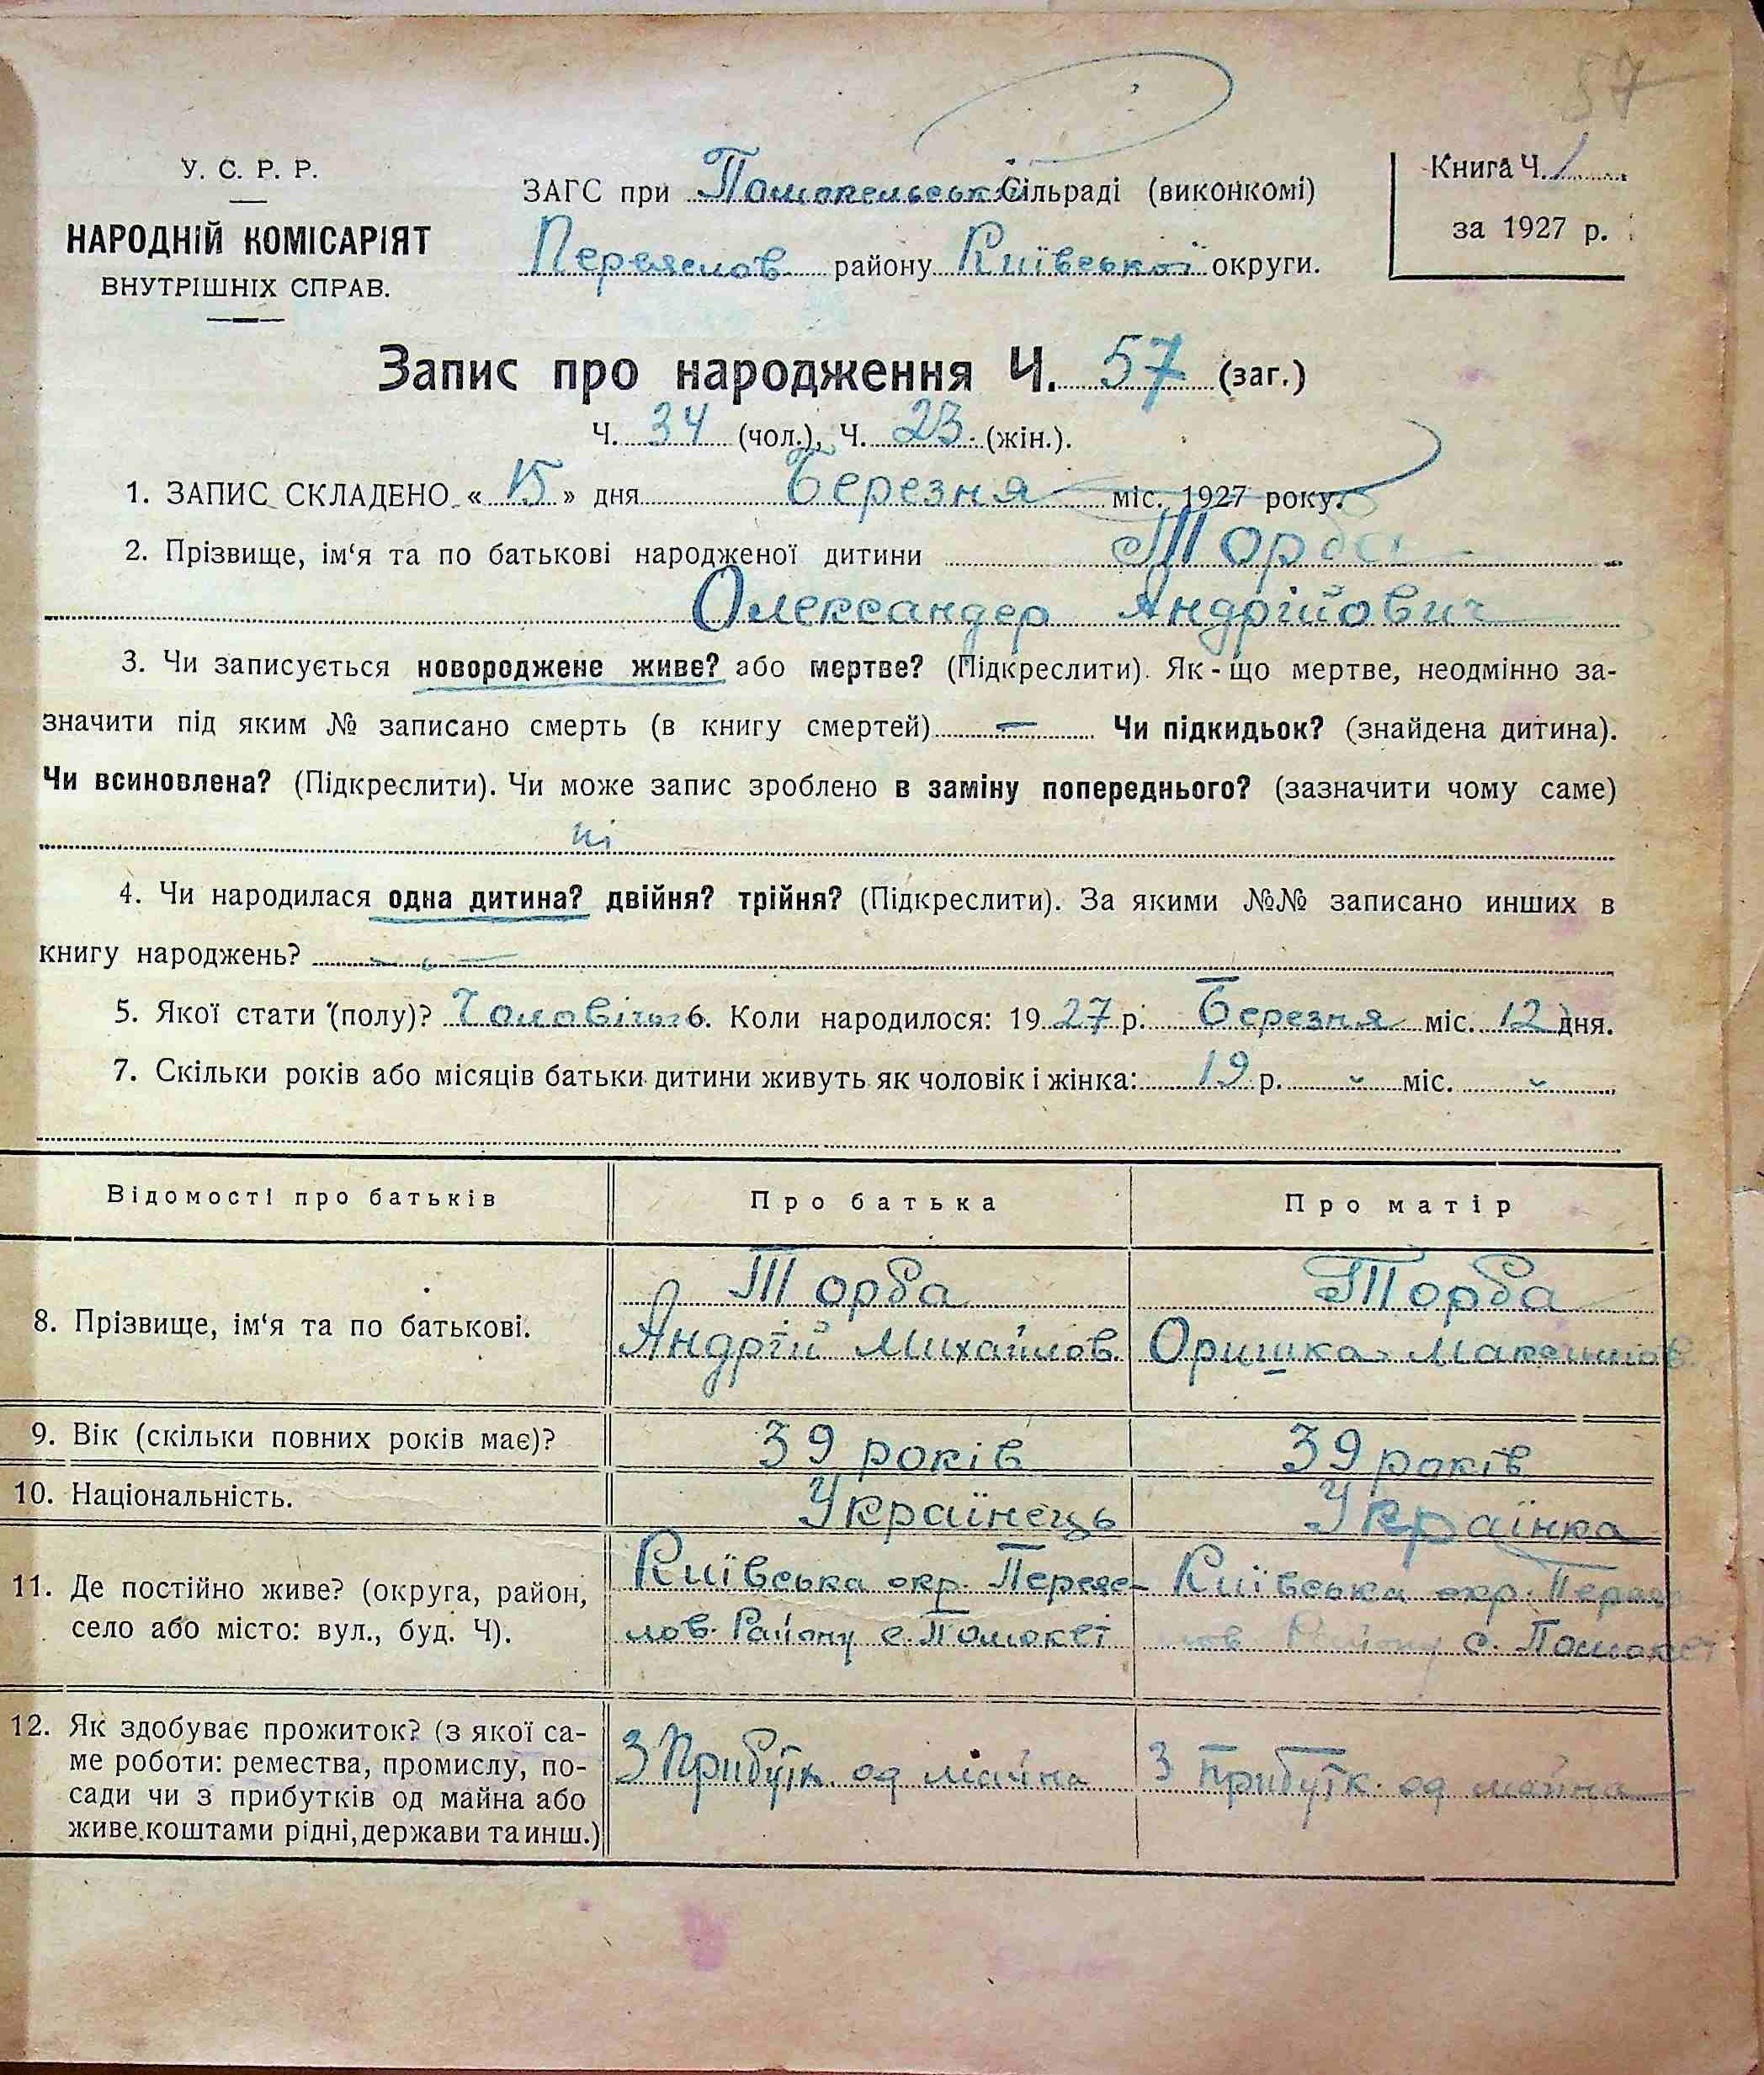 57
У. С. Р. Р.
НАРОДНІЙ КОМІСАРІЯТ
ВНУТРІШНІХ СПРАВ.
ЗАГС при Помокельській Сільраді (виконкомі)
Переяслов. району Київської округи.
Книга Ч. 1
за 1927 р.
Запис про народження Ч. 57 (заг.)
Ч. 34 (чол.), Ч. 23. (жін.).
1. ЗАПИС СКЛАДЕНО „ 15 " дня Березня міс. 1927 року.
2. Прізвище, ім‘я та по батькові народженої дитини Торба
Олександер Андрійович
3. Чи записується новороджене живе? або мертве? (Підкреслити). Як-що мертве, неодмінно за-
значити під яким № записано смерть (в книгу смертей) — Чи підкидьок? (знайдена дитина).
Чи всиновлена? (Підкреслити). Чи може запис зроблено в заміну попереднього? (зазначити чому саме)
ні
4. Чи народилася одна дитина? двійня? трійня? (Підкреслити). За якими №№ записано инших в
книгу народжень?
5. Якої стати (полу)? 6. Коли народилося: 1927 р. Березня міс. 12 дня.
7. Скільки років або місяців батьки дитини живуть як чоловік і жінка: 19 р. міс.
Відомості про батьків Про батька Про матір
8. Прізвище, ім‘я та по батькові.
Торба
Андрій Михайлов.
Торба
Оришка Максимов.
9. Вік (скільки повних років має)? 39 років 39 років
10. Національність. Українець Українка
11. Де постійно живе? (округа, район,
село або місто: вул., буд. Ч).
Київська окр. Переяс-
лов. Району с. Помоклі
Київська окр. Переяс
лов Району с. Помоклі
12. Як здобуває прожиток? (з якої са-
ме роботи: ремества, промислу, по-
сади чи з прибутків од майна або
живе коштами рідні, держави та инш.)
З Прибутк. од майна
З прибутк. од майна